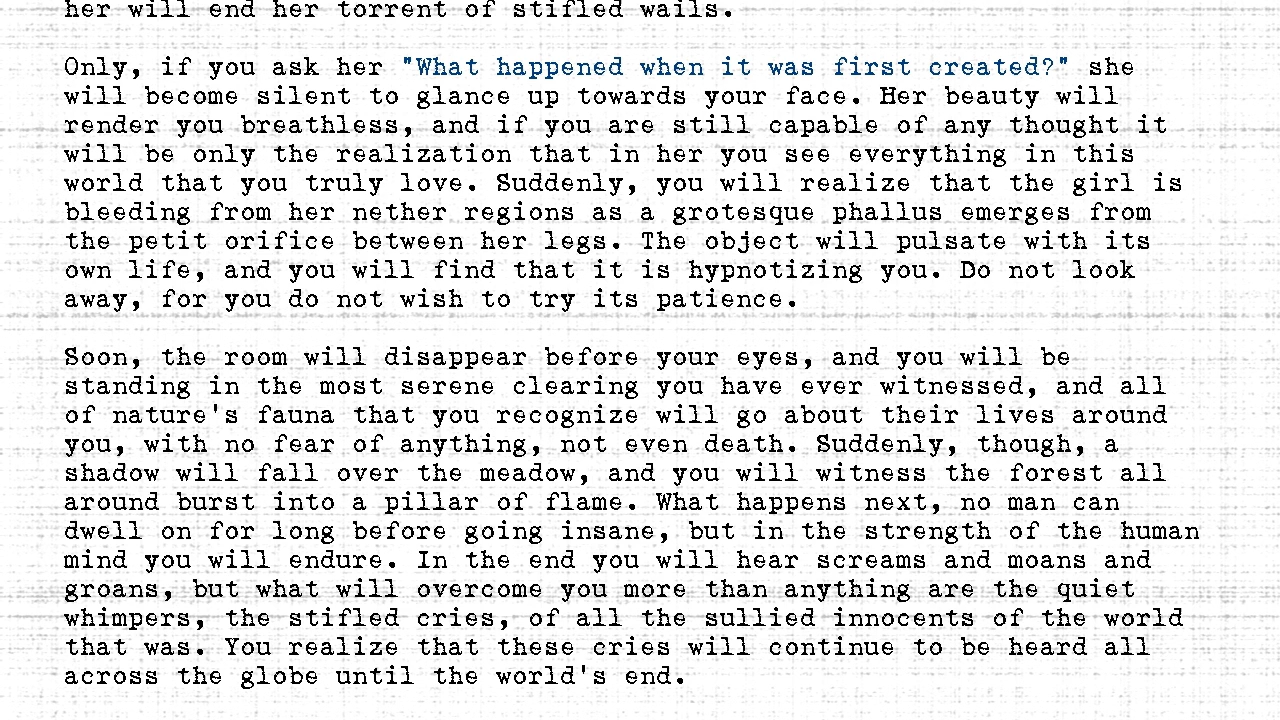 her will end her torrent of stifled wails.
Only, if you ask her "What happened when it was first created?" she
will become silent to glance up towards your face. Her beauty will
render you breathless, and if you are still capable of any thought it
will be only the realization that in her you see everything in this
world that you truly love. Suddenly, you will realize that the girl is
bleeding from her nether regions as a grotesque phallus emerges from
the petit orifice between her legs. The object will pulsate with its
own life, and you will find that it is hypnotizing you. Do not look
away, for you do not wish to try its patience.
Soon, the room will disappear before your eyes, and you will be
standing in the most serene clearing you have ever witnessed, and all
of nature's fauna that you recognize will go about their lives around
you, with no fear of anything, not even death. Suddenly, though, a
shadow will fall over the meadow, and you will witness the forest all
around burst into a pillar of flame. What happens next, no man can
dwell on for long before going insane, but in the strength of the human
mind you will endure. In the end you will hear screams and moans and
groans, but what will overcome you more than anything are the quiet
whimpers, the stifled cries, of all the sullied innocents of the world
that was. You realize that these cries will continue to be heard all
across the globe until the world's end.